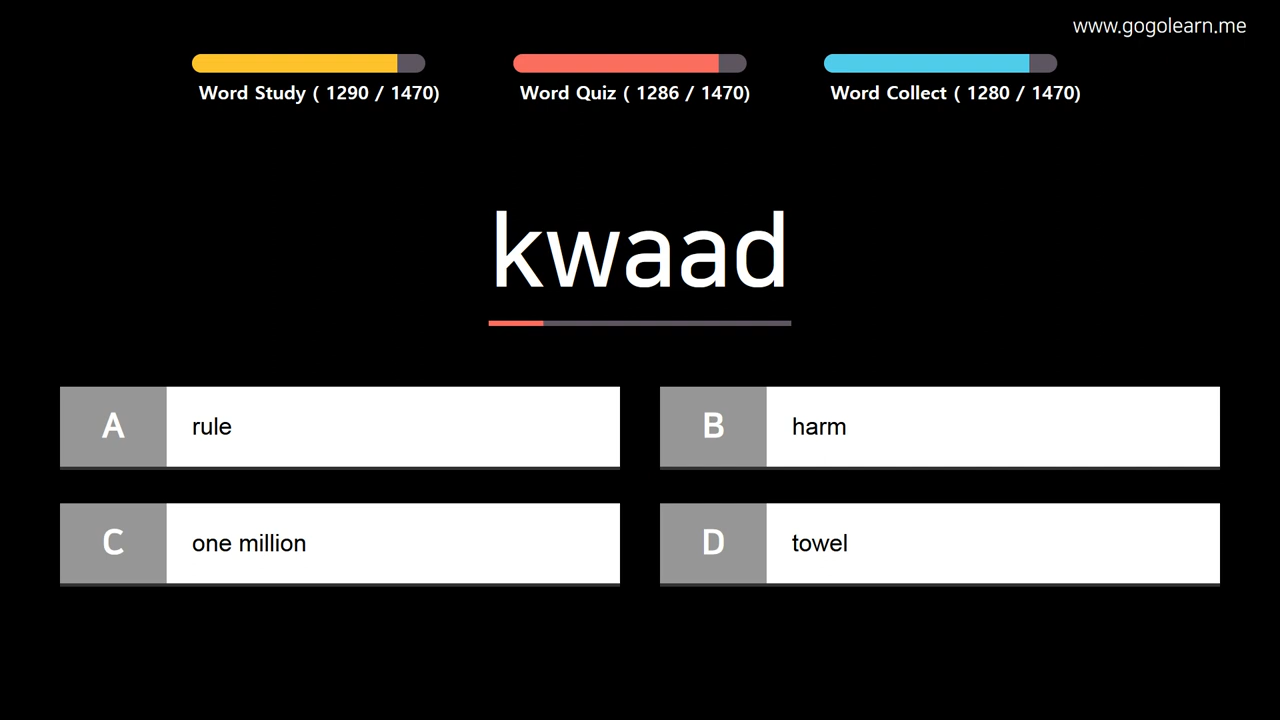 www.gogolearn.me
Word Study ( 1290 / 1470)
Word Quiz ( 1286 / 1470)
Word Collect ( 1280 / 1470)
kwaad
A rule
B harm
C one million
D towel